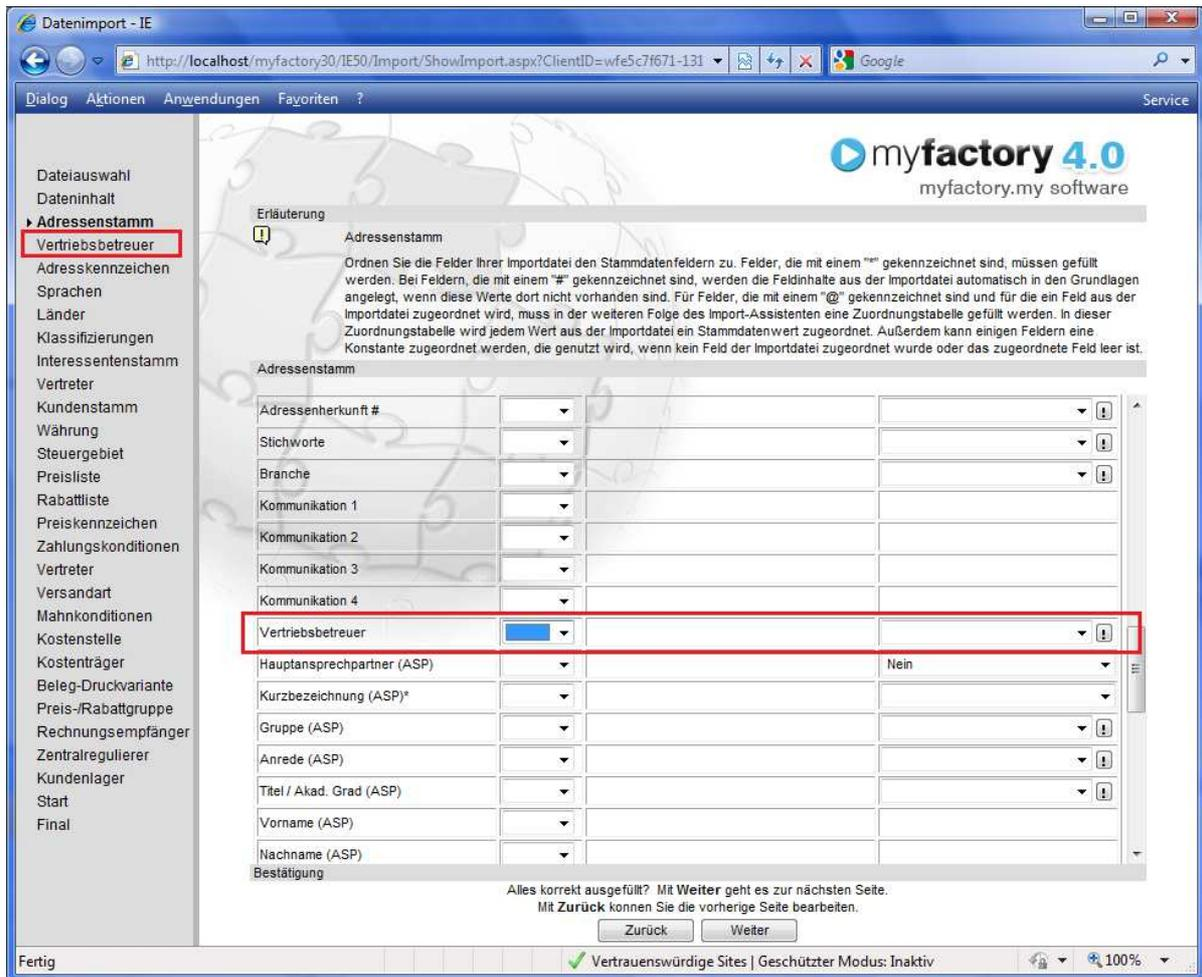 Datenimport - IE
http://localhost/myfactory30/IE50/Import/ShowImport.aspx?ClientID=wfe5c7f671-131
Google
Dialog Aktionen Anwendungen Favoriten ?
Service
Dateiauswahl
Dateninhalt
Adressenstamm
Vertriebsbetreuer
Adresskennzeichen
Sprachen
Länder
Klassifizierungen
Interessentenstamm
Vertreter
Kundenstamm
Währung
Steuergebiet
Preisliste
Rabattliste
Preiskennzeichen
Zahlungskonditionen
Vertreter
Versandart
Mahnkonditionen
Kostenstelle
Kostenträger
Beleg-Druckvariante
Preis-/Rabattgruppe
Rechnungsempfänger
Zentralregulierer
Kundenlager
Start
Final
myfactory 4.0
myfactory.my software
Erläuterung
Adressenstamm
Ordnen Sie die Felder Ihrer Importdatei den Stammdatenfeldern zu. Felder, die mit einem "*" gekennzeichnet sind, müssen gefüllt
werden. Bei Feldern, die mit einem "#" gekennzeichnet sind, werden die Feldinhalte aus der Importdatei automatisch in den Grundlagen
angelegt, wenn diese Werte dort nicht vorhanden sind. Für Felder, die mit einem "@" gekennzeichnet sind und für die ein Feld aus der
Importdatei zugeordnet wird, muss in der weiteren Folge des Import-Assistenten eine Zuordnungstabelle gefüllt werden. In dieser
Zuordnungstabelle wird jedem Wert aus der Importdatei ein Stammdatenwert zugeordnet. Außerdem kann einigen Feldern eine
Konstante zugeordnet werden, die genutzt wird, wenn kein Feld der Importdatei zugeordnet wurde oder das zugeordnete Feld leer ist.
Adressenstamm
Adressenherkunft #
Stichworte
Branche
Kommunikation 1
Kommunikation 2
Kommunikation 3
Kommunikation 4
Vertriebsbetreuer
Hauptansprechpartner (ASP) Nein
Kurzbezeichnung (ASP)*
Gruppe (ASP)
Anrede (ASP)
Titel / Akad. Grad (ASP)
Vorname (ASP)
Nachname (ASP)
Bestätigung
Alles korrekt ausgefüllt? Mit Weiter geht es zur nächsten Seite.
Mit Zurück konnen Sie die vorherige Seite bearbeiten.
Zurück Weiter
Fertig
Vertrauenswürdige Sites | Geschützter Modus: Inaktiv
100%